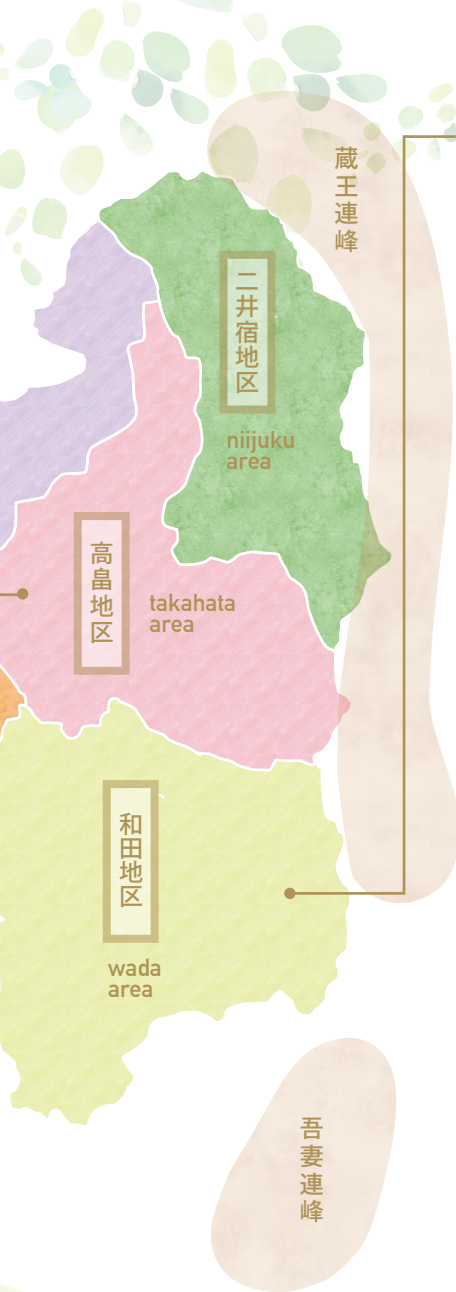 蔵王連峰
二井宿地区
niijuku
area
高畠地区
takahata
area
和田地区
wada
area
吾妻連峰